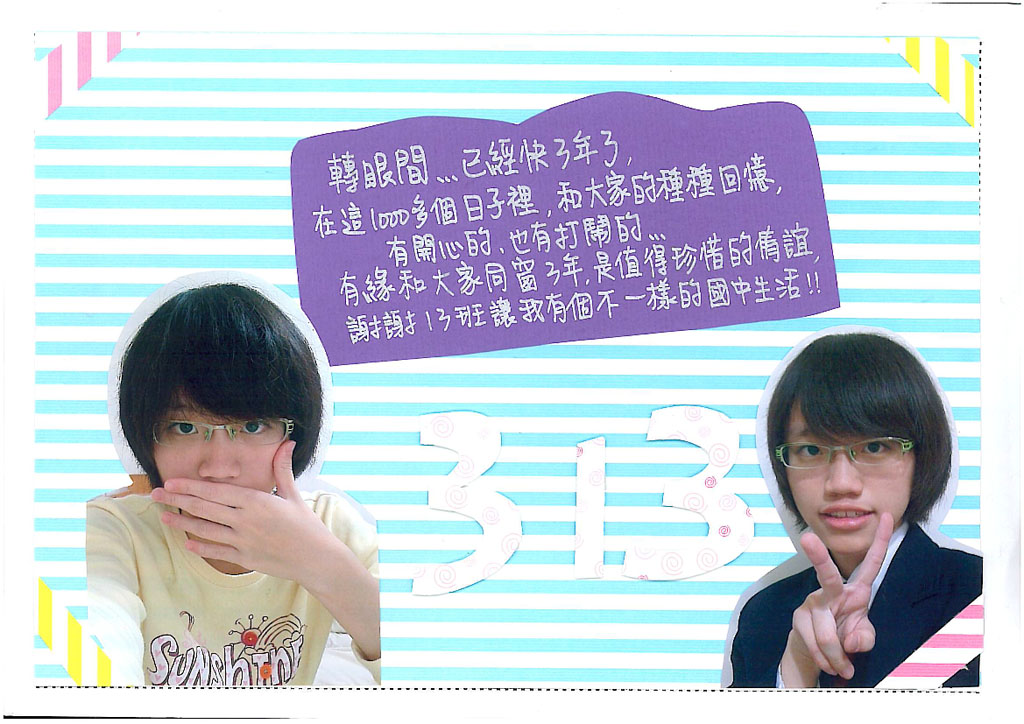 轉眼間...已經快3年了,
在這1000多個日子裡,和大家的種種回憶,
有開心的、也有打鬧的...
有緣和大家同窗3年,是值得珍惜的情誼,
謝謝13班讓我有個不一樣的國中生活!!
313
SUNShINE